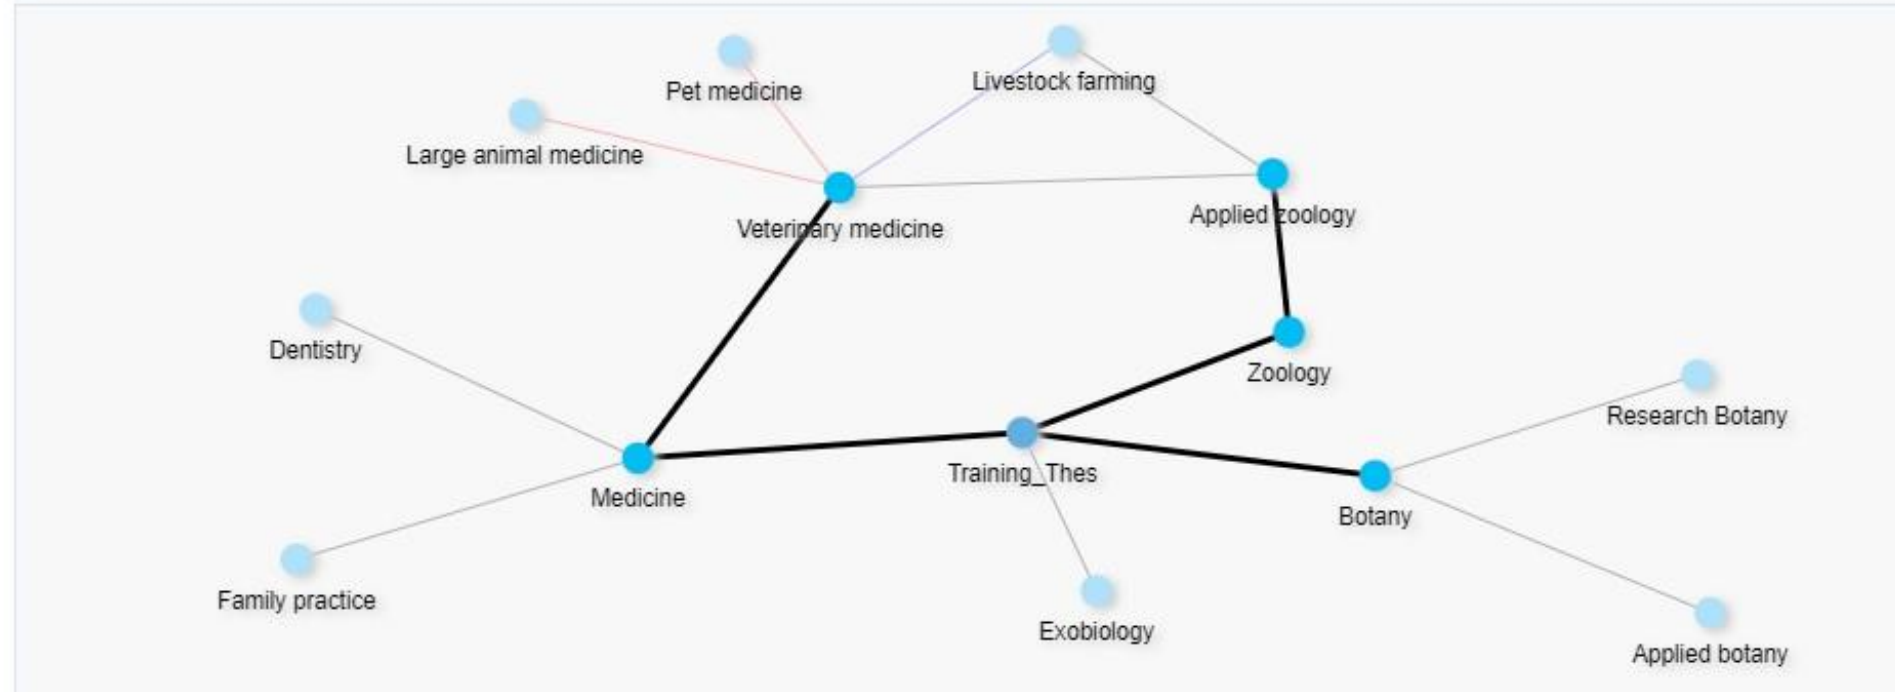 Livestock farming
Pet medicine
Large animal medicine
Applied zoology
Veterinary medicine
Dentistry
Zoology
Research Botany
Training_Thes
Medicine
Botany
Family practice
Exobiology
Applied botany